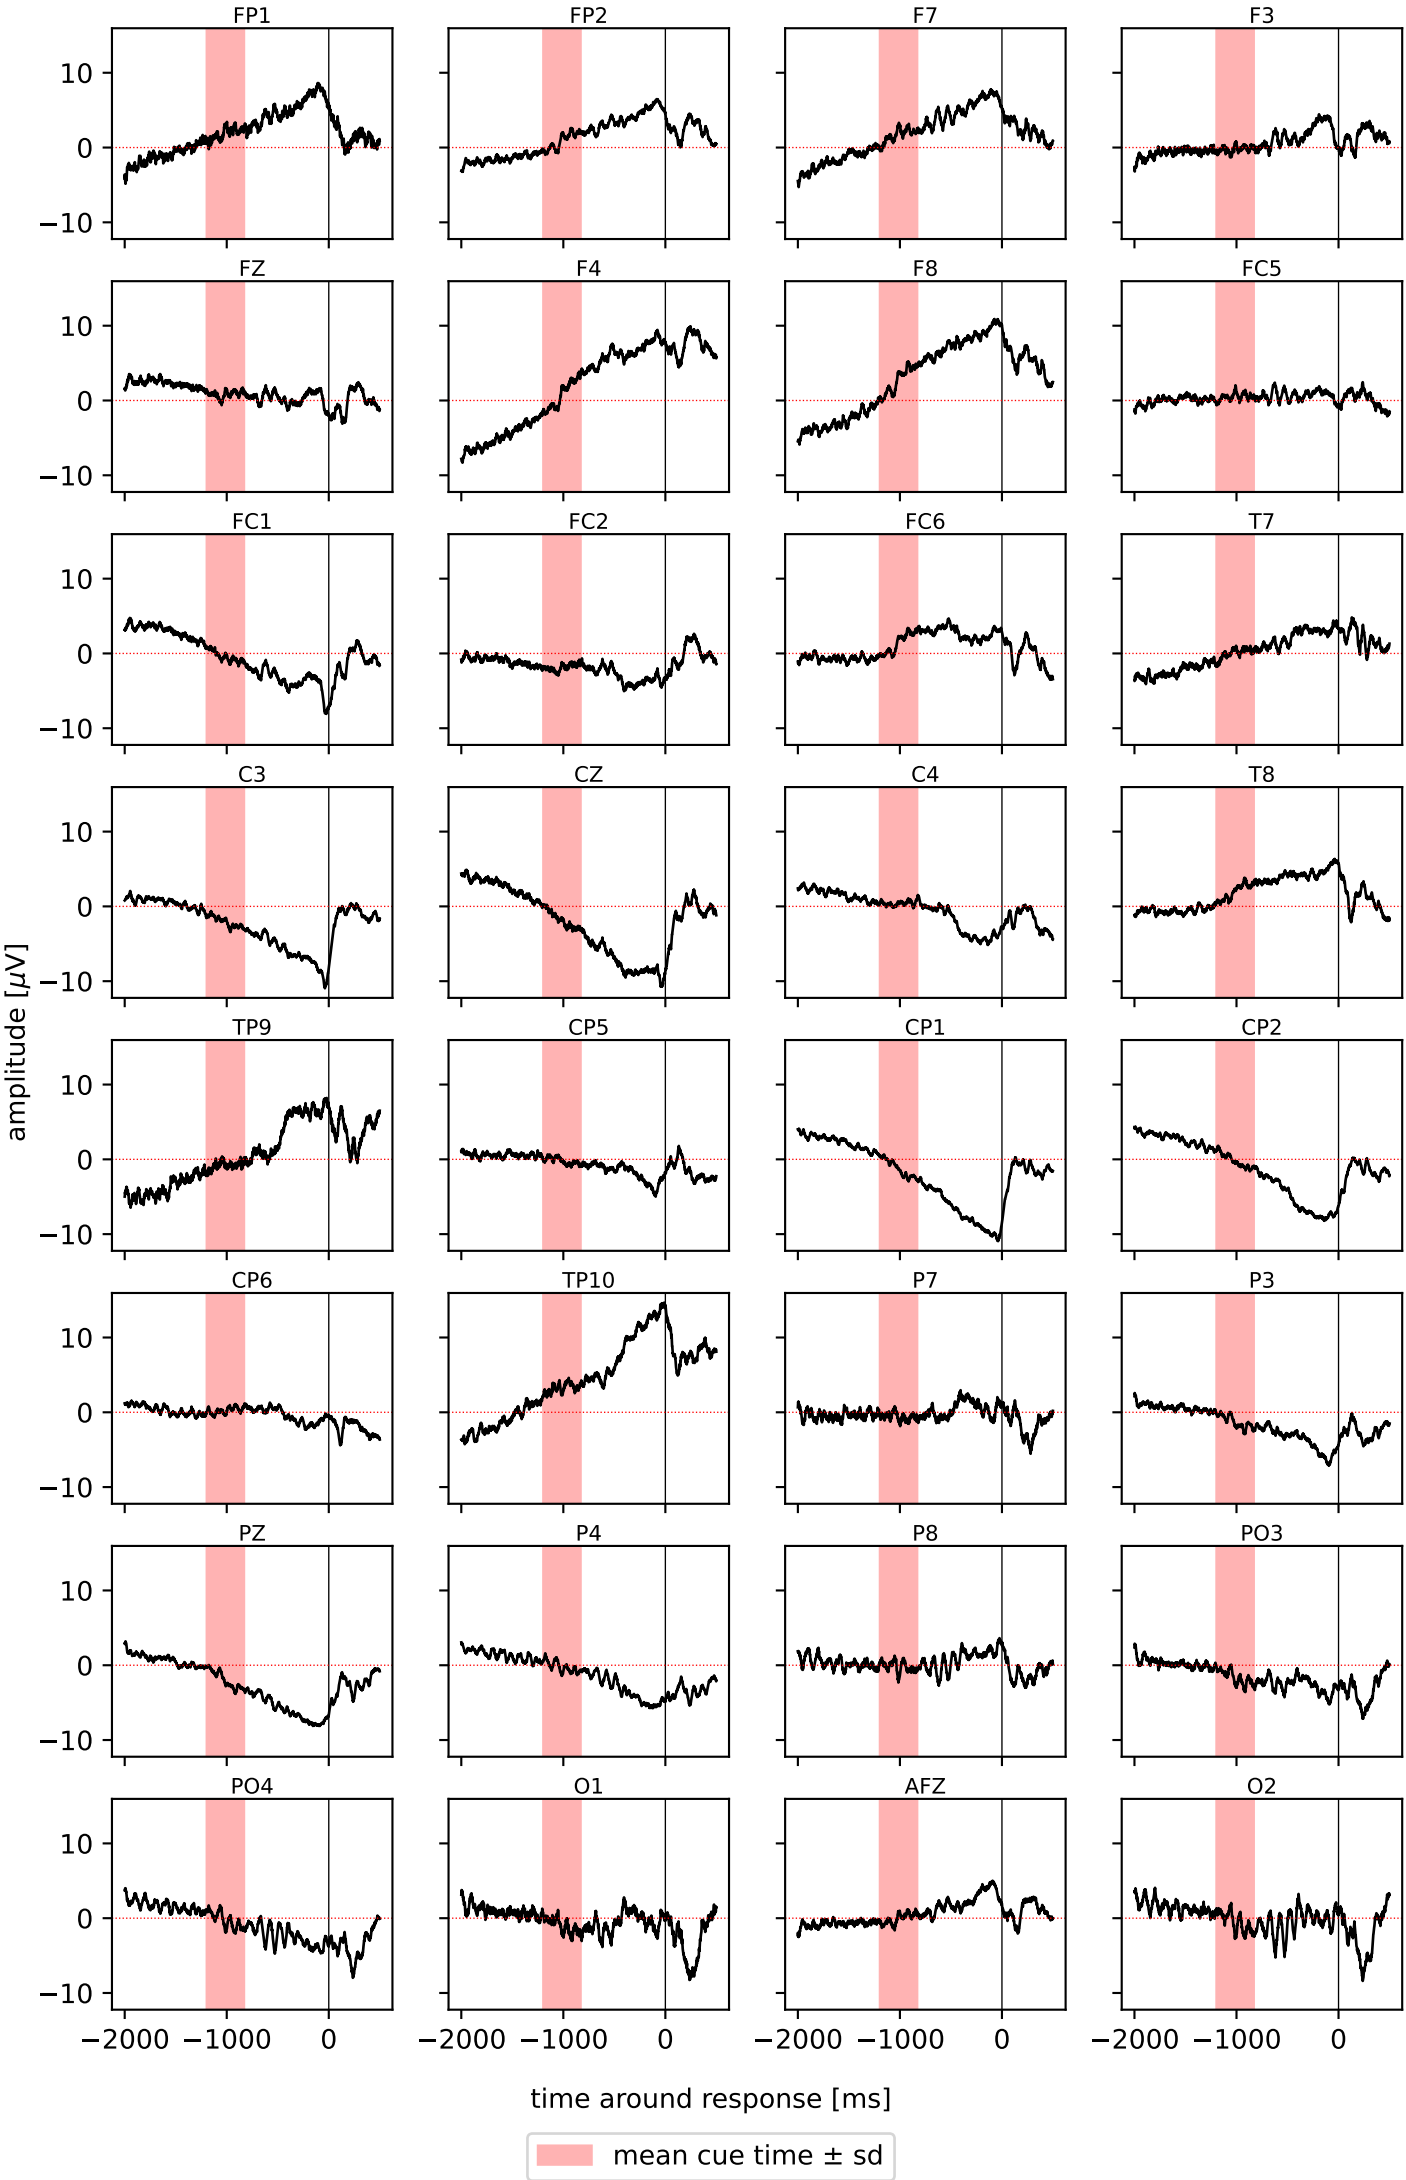 FP1 FP2 F7 F3
10
0
−10
FZ F4 F8 FC5
10
0
−10
FC1 FC2 FC6 T7
10
0
−10
C3 CZ C4 T8
10
0
−10
amplitude [μV]
TP9 CP5 CP1 CP2
10
0
−10
CP6 TP10 P7 P3
10
0
−10
PZ P4 P8 PO3
10
0
−10
PO4 O1 AFZ O2
10
0
−10
−2000 −1000 0 −2000 −1000 0 −2000 −1000 0 −2000 −1000 0
time around response [ms]
mean cue time ± sd